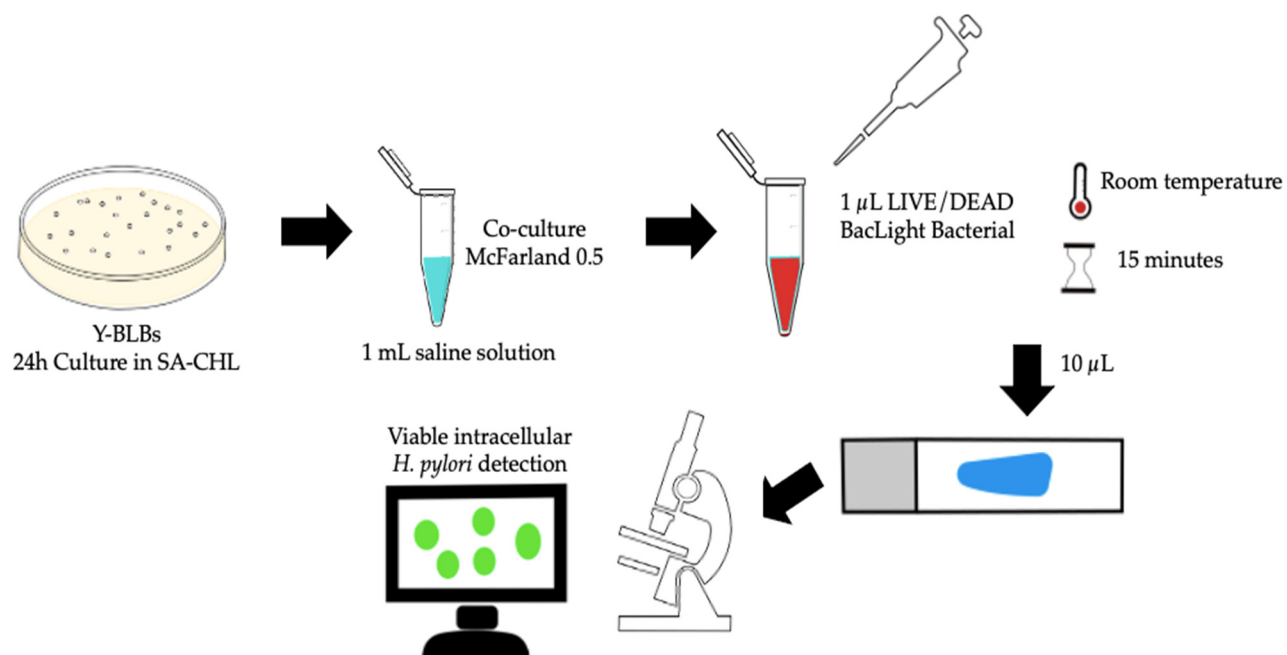 Y-BLBs
24h Culture in SA-CHL
Co-culture
McFarland 0.5
1 mL saline solution
1 µL LIVE/DEAD
BacLight Bacterial
Room temperature
15 minutes
10 µL
Viable intracellular
H. pylori detection